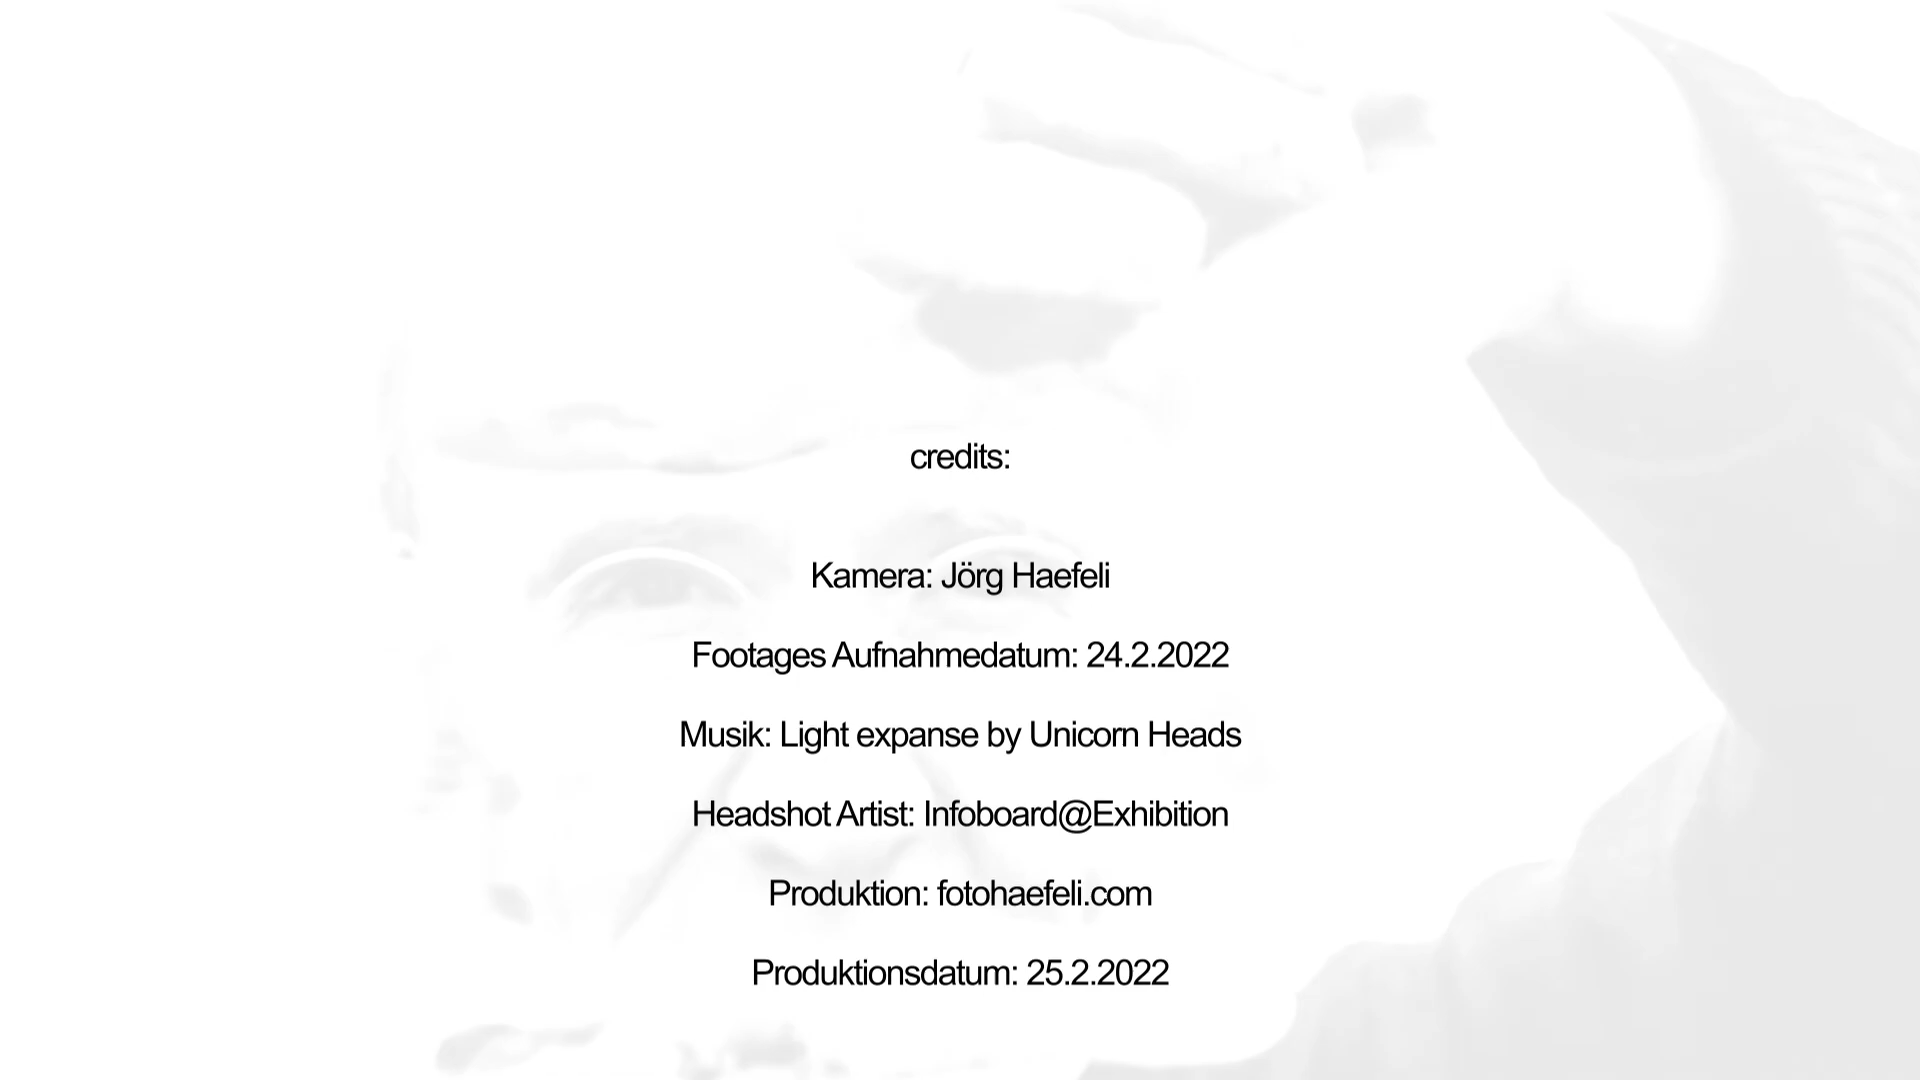 credits:
Kamera: Jörg Haefeli
Footages Aufnahmedatum: 24.2.2022
Musik: Light expanse by Unicorn Heads
Headshot Artist: Infoboard@Exhibition
Produktion: fotohaefeli.com
Produktionsdatum: 25.2.2022